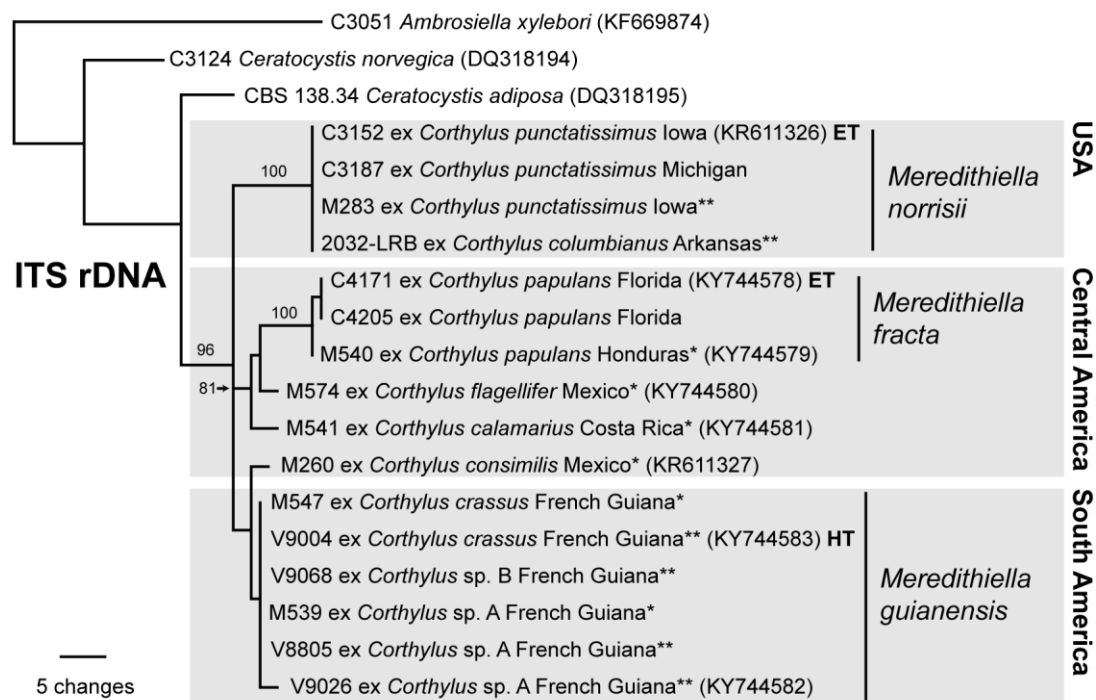 C3051 Ambrosiella xylebori (KF669874)
C3124 Ceratocystis norvegica (DQ318194)
CBS 138.34 Ceratocystis adiposa (DQ318195)
USA
C3152 ex Corthylus punctatissimus Iowa (KR611326) ET
100
C3187 ex Corthylus punctatissimus Michigan
Meredithiella
norrisii
M283 ex Corthylus punctatissimus Iowa**
2032-LRB ex Corthylus columbianus Arkansas**
ITS rDNA
Central America
C4171 ex Corthylus papulans Florida (KY744578) ET
100
C4205 ex Corthylus papulans Florida
Meredithiella
fracta
M540 ex Corthylus papulans Honduras* (KY744579)
96
81
M574 ex Corthylus flagellifer Mexico* (KY744580)
M541 ex Corthylus calamarius Costa Rica* (KY744581)
M260 ex Corthylus consimilis Mexico* (KR611327)
South America
M547 ex Corthylus crassus French Guiana*
V9004 ex Corthylus crassus French Guiana** (KY744583) HT
V9068 ex Corthylus sp. B French Guiana**
Meredithiella
guianensis
M539 ex Corthylus sp. A French Guiana*
V8805 ex Corthylus sp. A French Guiana**
V9026 ex Corthylus sp. A French Guiana** (KY744582)
5 changes